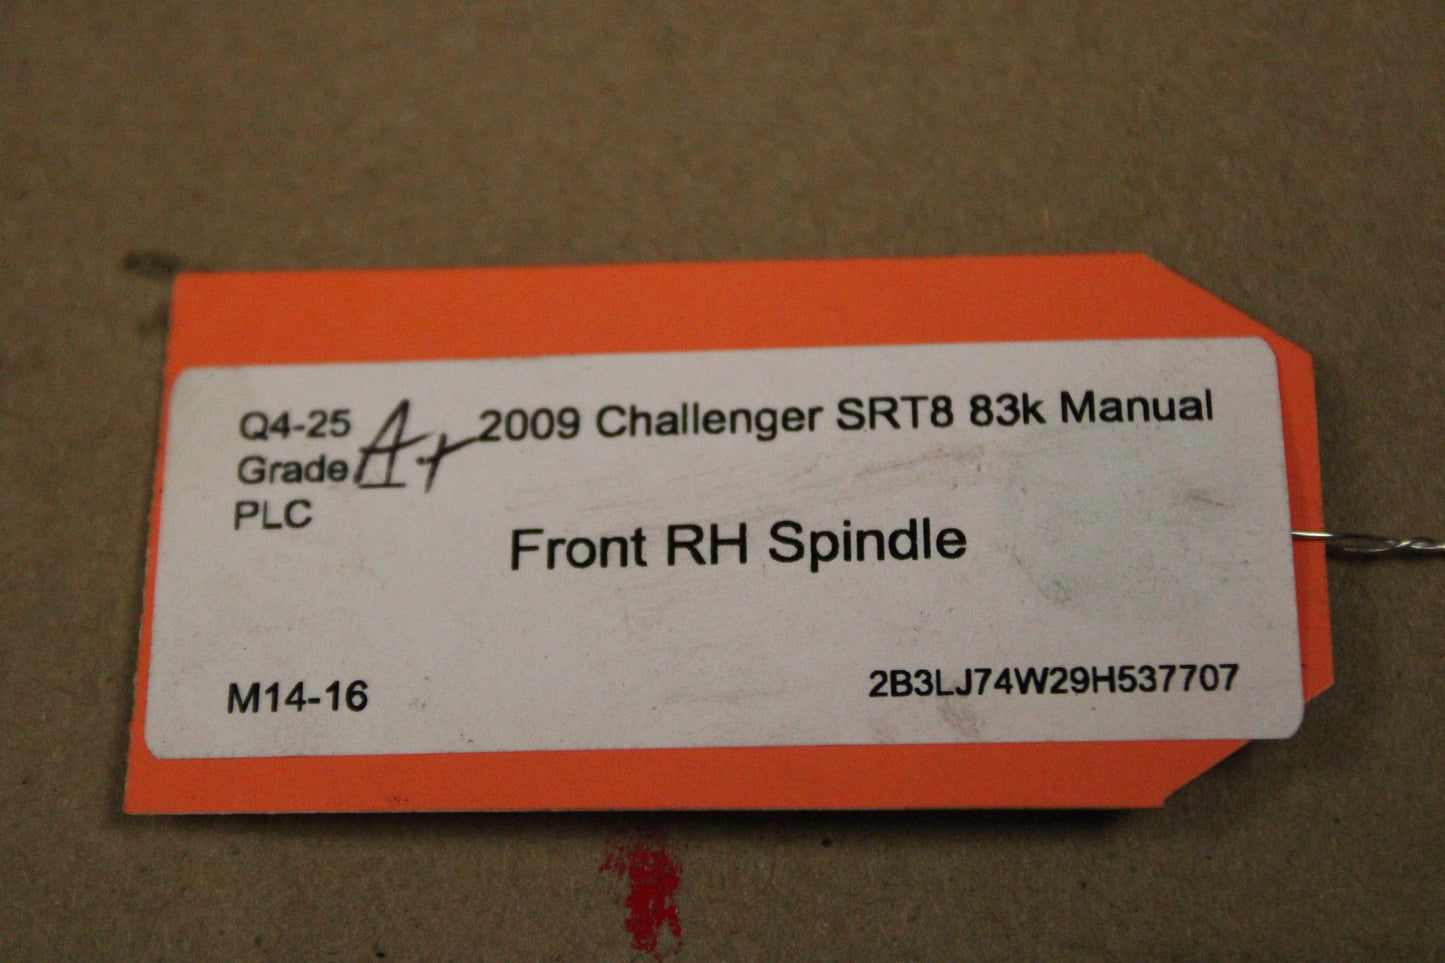 Q4-25
Grade A+
PLC
2009 Challenger SRT8 83k Manual
Front RH Spindle
M14-16
2B3LJ74W29H537707